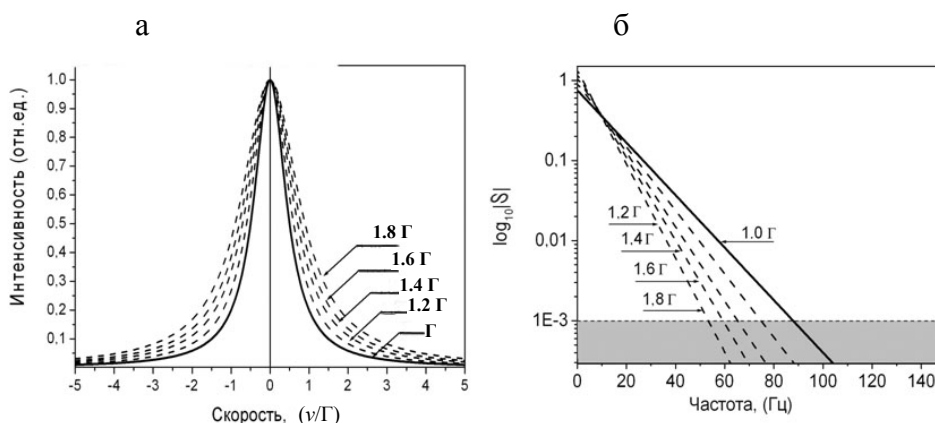 а
б
Интенсивность (отн.ед.)
1.0
0.9
0.8
0.7
0.6
0.5
0.4
0.3
0.2
0,1
1.8 Г
1.6 Г
1.4 Г
1.2 Г
Г
-5 -4 -3 -2 -1 0 1 2 3 4 5
Скорость, (v/Г)
log10|S|
1
0.1
0.01
1E-3
1.2 Г
1.4 Г
1.6 Г
1.8 Г
1.0 Г
0 20 40 60 80 100 120 140
Частота, (Гц)